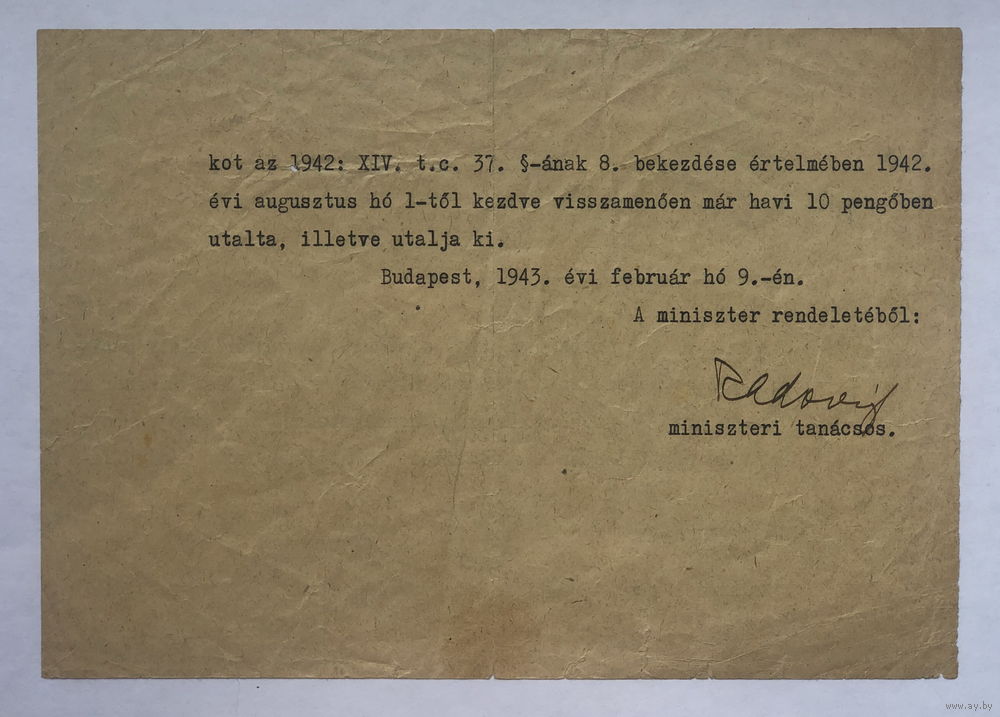 kot az 1942: XIV. t.c. 37. §-ának 8. bekezdése értelmében 1942.
évi augusztus hó 1-től kezdve visszamenően már havi 10 pengőben
utalta, illetve utalja ki.
Budapest, 1943. évi február hó 9.-én.
A miniszter rendeletéből:
miniszteri tanácsos.
www.ay.by